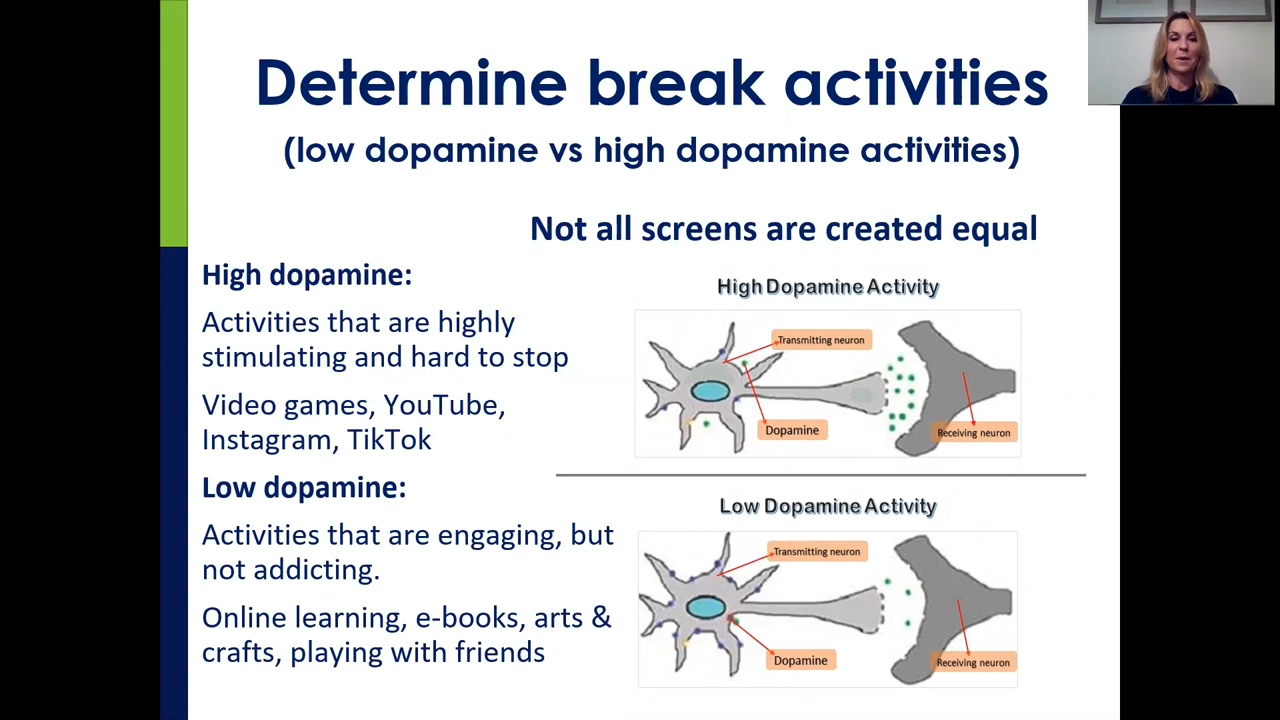 Determine break activities
(low dopamine vs high dopamine activities)
Not all screens are created equal
High dopamine:
Activities that are highly
stimulating and hard to stop
Video games, YouTube,
Instagram, TikTok
Low dopamine:
Activities that are engaging, but
not addicting.
Online learning, e-books, arts &
crafts, playing with friends
High Dopamine Activity
Transmitting neuron
Dopamine
Receiving neuron
Low Dopamine Activity
Transmitting neuron
Dopamine
Receiving neuron